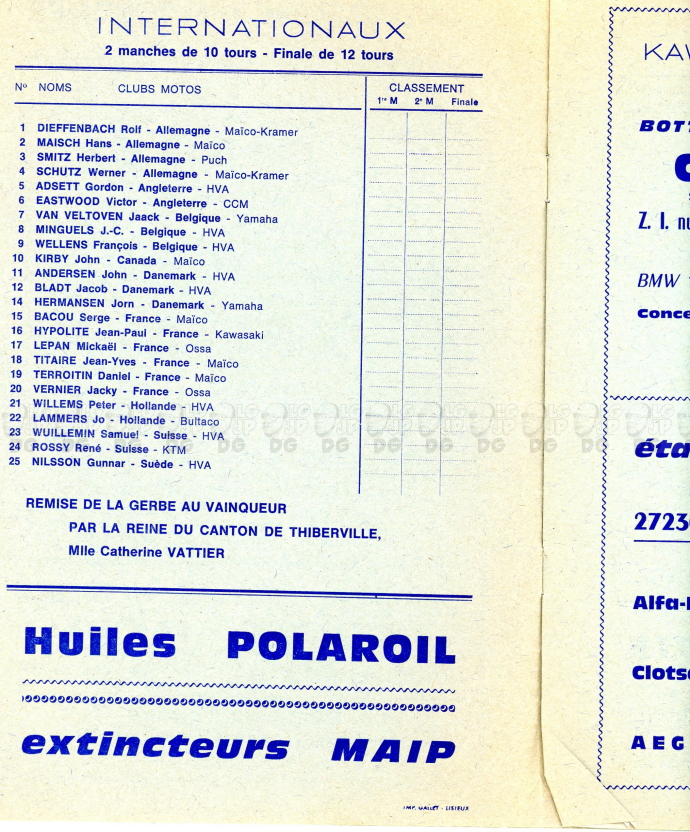 INTERNATIONAUX
2 manches de 10 tours - Finale de 12 tours
Nº NOMS CLUBS MOTOS CLASSEMENT
1re M 2e M Finale
1 DIEFFENBACH Rolf - Allemagne - Maïco-Kramer
2 MAISCH Hans - Allemagne - Maïco
3 SMITZ Herbert - Allemagne - Puch
4 SCHUTZ Werner - Allemagne - Maïco-Kramer
5 ADSETT Gordon - Angleterre - HVA
6 EASTWOOD Victor - Angleterre - CCM
7 VAN VELTOVEN Jaack - Belgique - Yamaha
8 MINGUELS J.-C. - Belgique - HVA
9 WELLENS François - Belgique - HVA
10 KIRBY John - Canada - Maïco
11 ANDERSEN John - Danemark - HVA
12 BLADT Jacob - Danemark - HVA
14 HERMANSEN Jorn - Danemark - Yamaha
15 BACOU Serge - France - Maïco
16 HYPOLITE Jean-Paul - France - Kawasaki
17 LEPAN Mickaël - France - Ossa
18 TITAIRE Jean-Yves - France - Maïco
19 TERROITIN Daniel - France - Maïco
20 VERNIER Jacky - France - Ossa
21 WILLEMS Peter - Hollande - HVA
22 LAMMERS Jo - Hollande - Bultaco
23 WUILLEMIN Samuel - Suisse - HVA
24 ROSSY René - Suisse - KTM
25 NILSSON Gunnar - Suède - HVA
REMISE DE LA GERBE AU VAINQUEUR
PAR LA REINE DU CANTON DE THIBERVILLE,
Mlle Catherine VATTIER
Huiles POLAROIL
extincteurs MAIP
IMP. GALLET - LISIEUX
KAW
BOTT
Z. I.
BMW
Conce
éta
2723
Alfa-
Clots
AEG